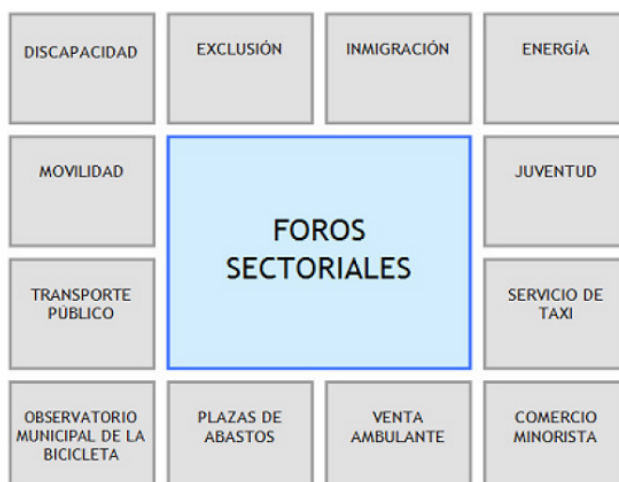 DISCAPACIDAD
EXCLUSIÓN
INMIGRACIÓN
ENERGÍA
MOVILIDAD
FOROS
SECTORIALES
JUVENTUD
TRANSPORTE
PÚBLICO
SERVICIO DE
TAXI
OBSERVATORIO
MUNICIPAL DE LA
BICICLETA
PLAZAS DE
ABASTOS
VENTA
AMBULANTE
COMERCIO
MINORISTA